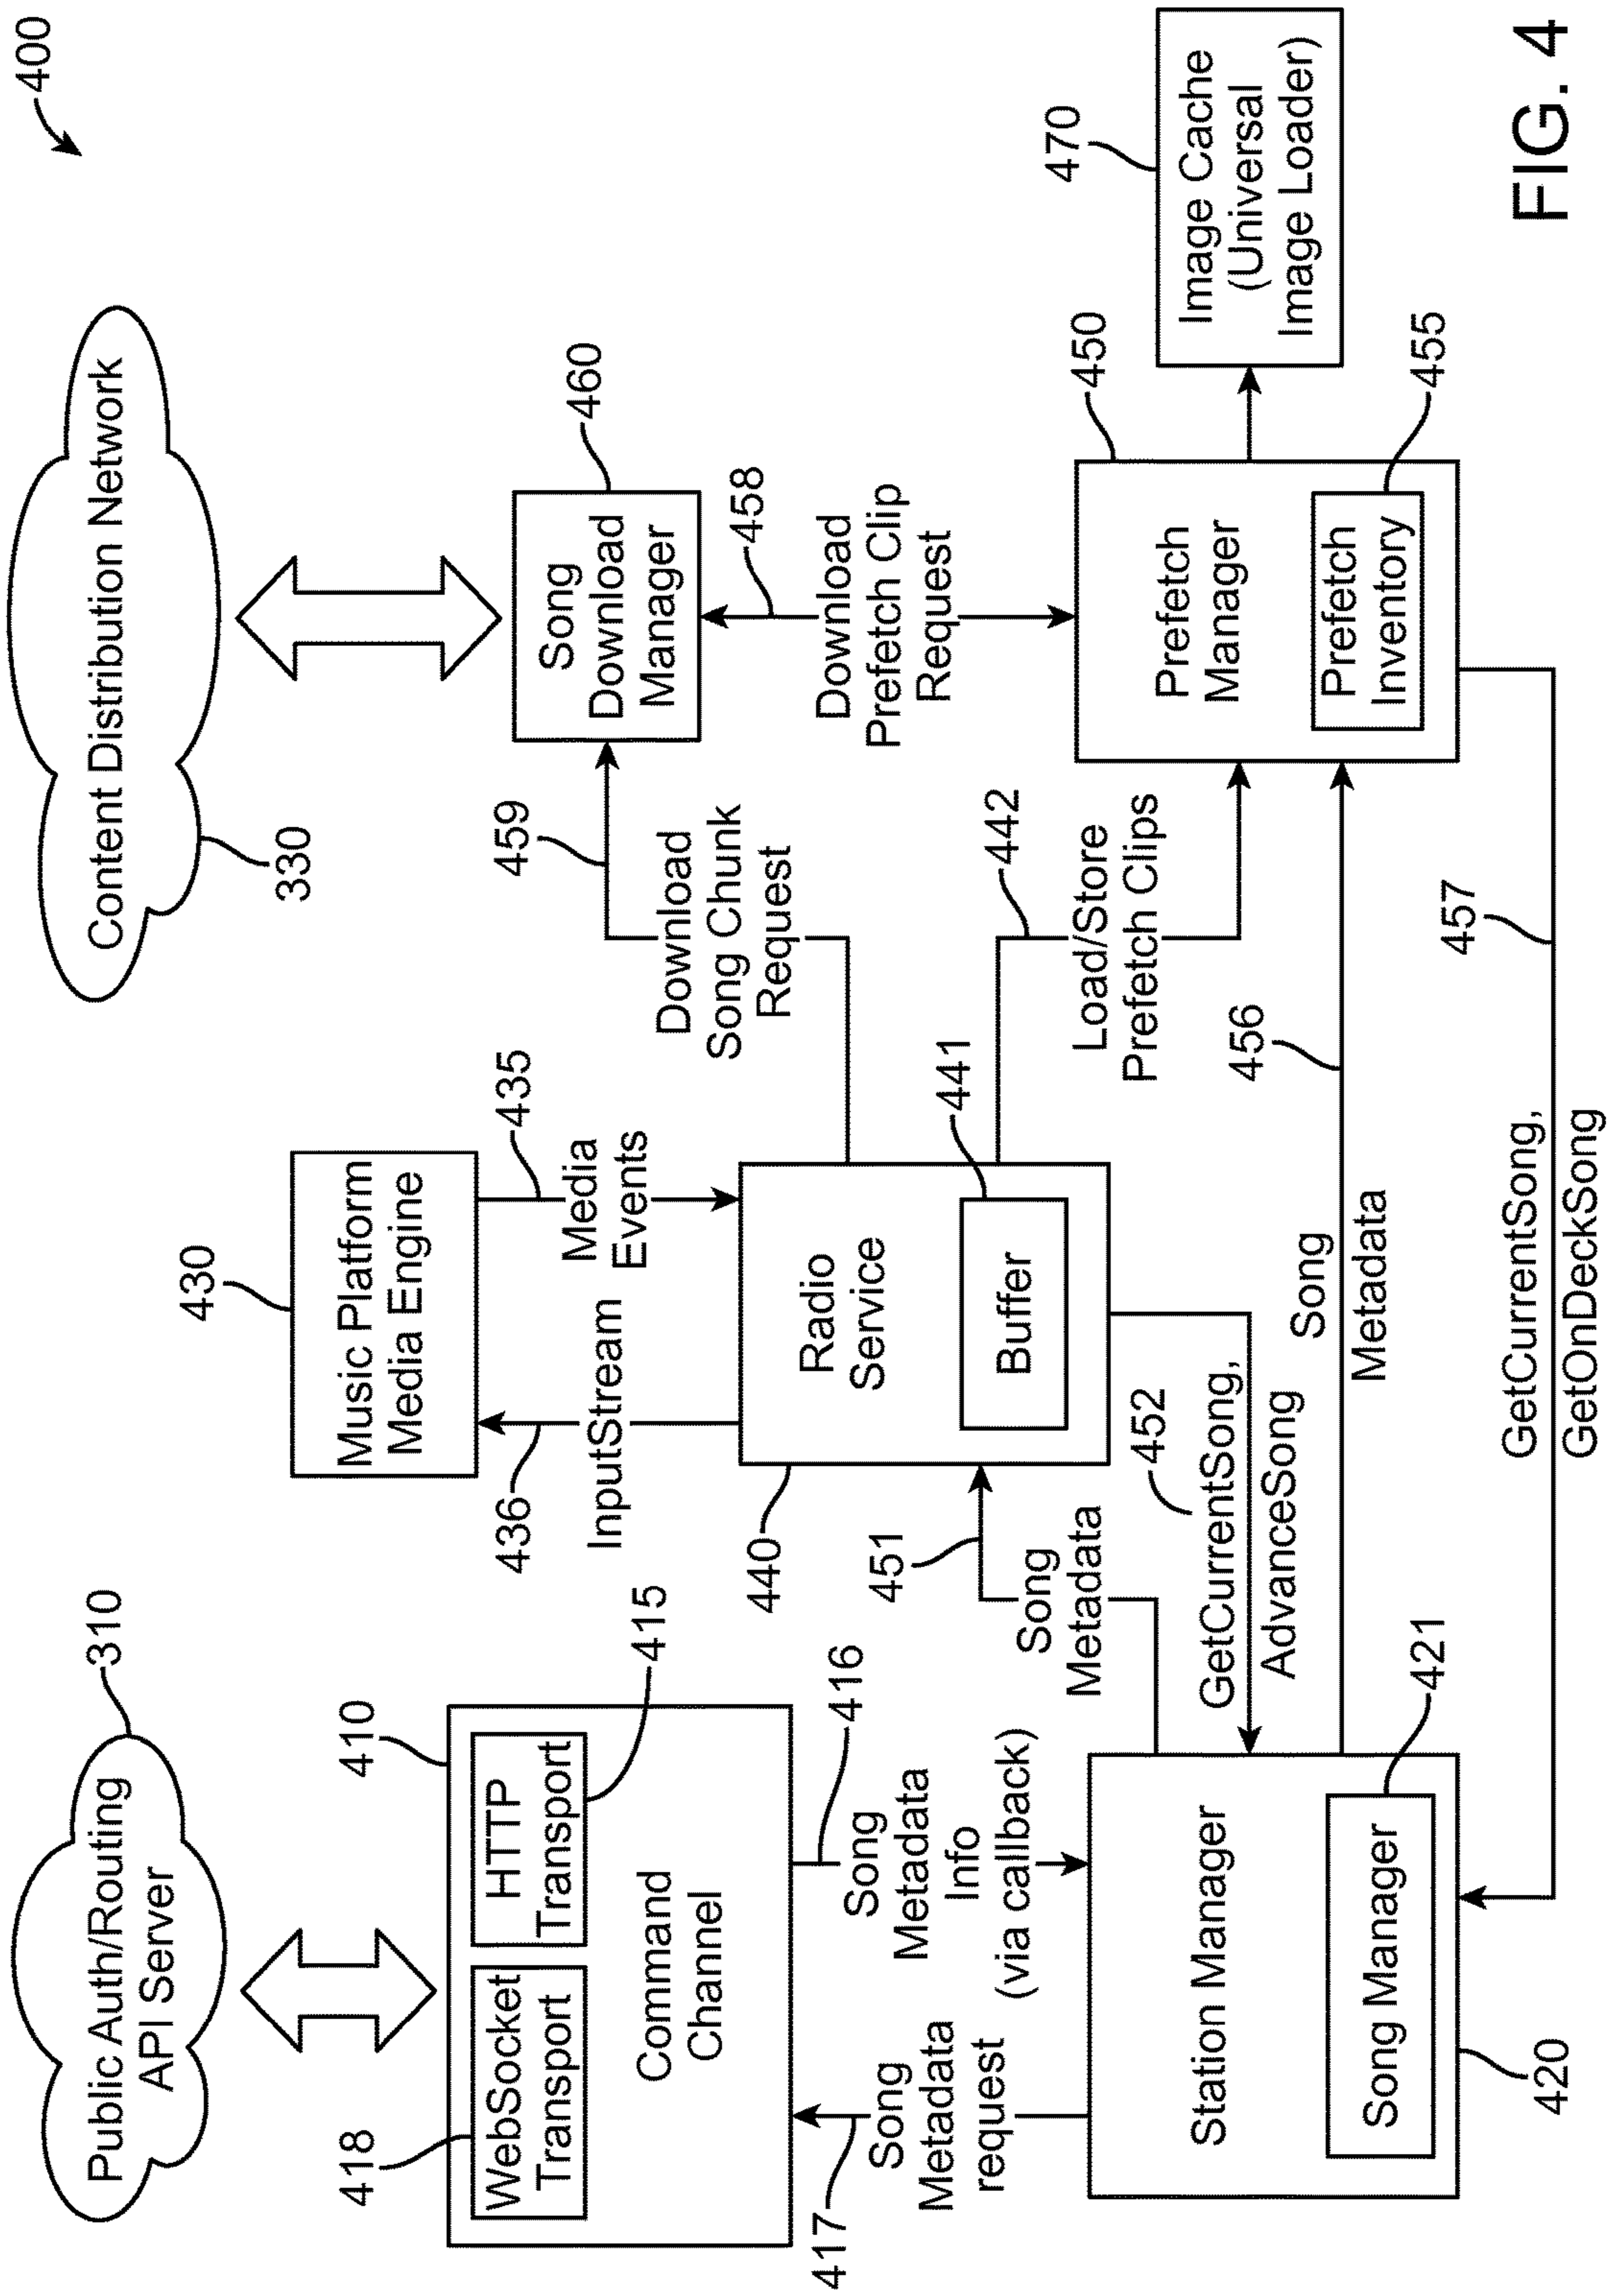 400
Public Auth/Routing
API Server
310
Content Distribution Network
330
410
WebSocket
Transport
418
HTTP
Transport
415
Command
Channel
430
Music Platform
Media Engine
436
InputStream
435
Media
Events
459
Download
Song Chunk
Request
Song
Download
Manager
460
458
Download
Prefetch Clip
Request
417
Song
Metadata
request
416
Song
Metadata
Info
(via callback)
440
Radio
Service
Buffer
441
451
Song
Metadata
452
GetCurrentSong,
AdvanceSong
442
Load/Store
Prefetch Clips
Station Manager
Song Manager
421
420
456
Song
Metadata
450
Prefetch
Manager
Prefetch
Inventory
455
470
Image Cache
(Universal
Image Loader)
457
GetCurrentSong,
GetOnDeckSong
FIG. 4